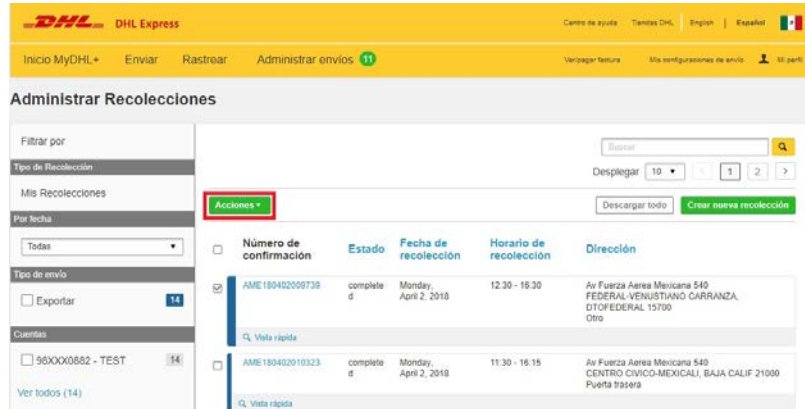 DHL DHL Express
Centro de ayuda Tiendas DHL English | Español
Inicio MyDHL+ Enviar Rastrear Administrar envíos 11
Ver/pagar factura Mis configuraciones de envío Mi perfil
Administrar Recolecciones
Filtrar por
Tipo de Recolección
Mis Recolecciones
Por fecha
Todas
Tipo de envío
Exportar 14
Cuentas
98XXX0882 - TEST 14
Ver todos (14)
Buscar
Desplegar 10 1 2
Acciones
Descargar todo Crear nueva recolección
Número de confirmación Estado Fecha de recolección Horario de recolección Dirección
AME180402009739 complete
d Monday,
April 2, 2018 12:30 - 16:30 Av Fuerza Aerea Mexicana 540
FEDERAL-VENUSTIANO CARRANZA,
DTOFEDERAL 15700
Otro
Vista rápida
AME180402010323 complete
d Monday,
April 2, 2018 11:30 - 16:15 Av Fuerza Aerea Mexicana 540
CENTRO CIVICO-MEXICALI, BAJA CALIF 21000
Puerta trasera
Vista rápida